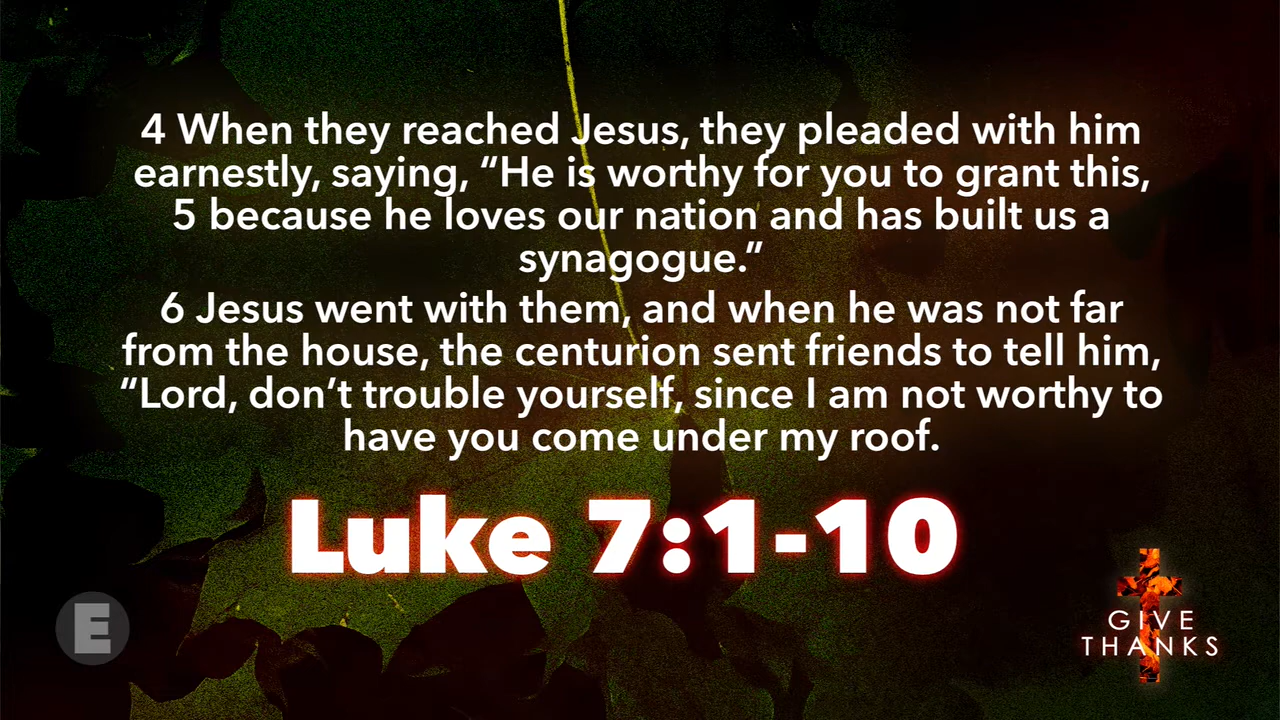 4 When they reached Jesus, they pleaded with him
earnestly, saying, “He is worthy for you to grant this,
5 because he loves our nation and has built us a
synagogue.”
6 Jesus went with them, and when he was not far
from the house, the centurion sent friends to tell him,
“Lord, don’t trouble yourself, since I am not worthy to
have you come under my roof.
Luke 7:1-10
E
GIVE
THANKS